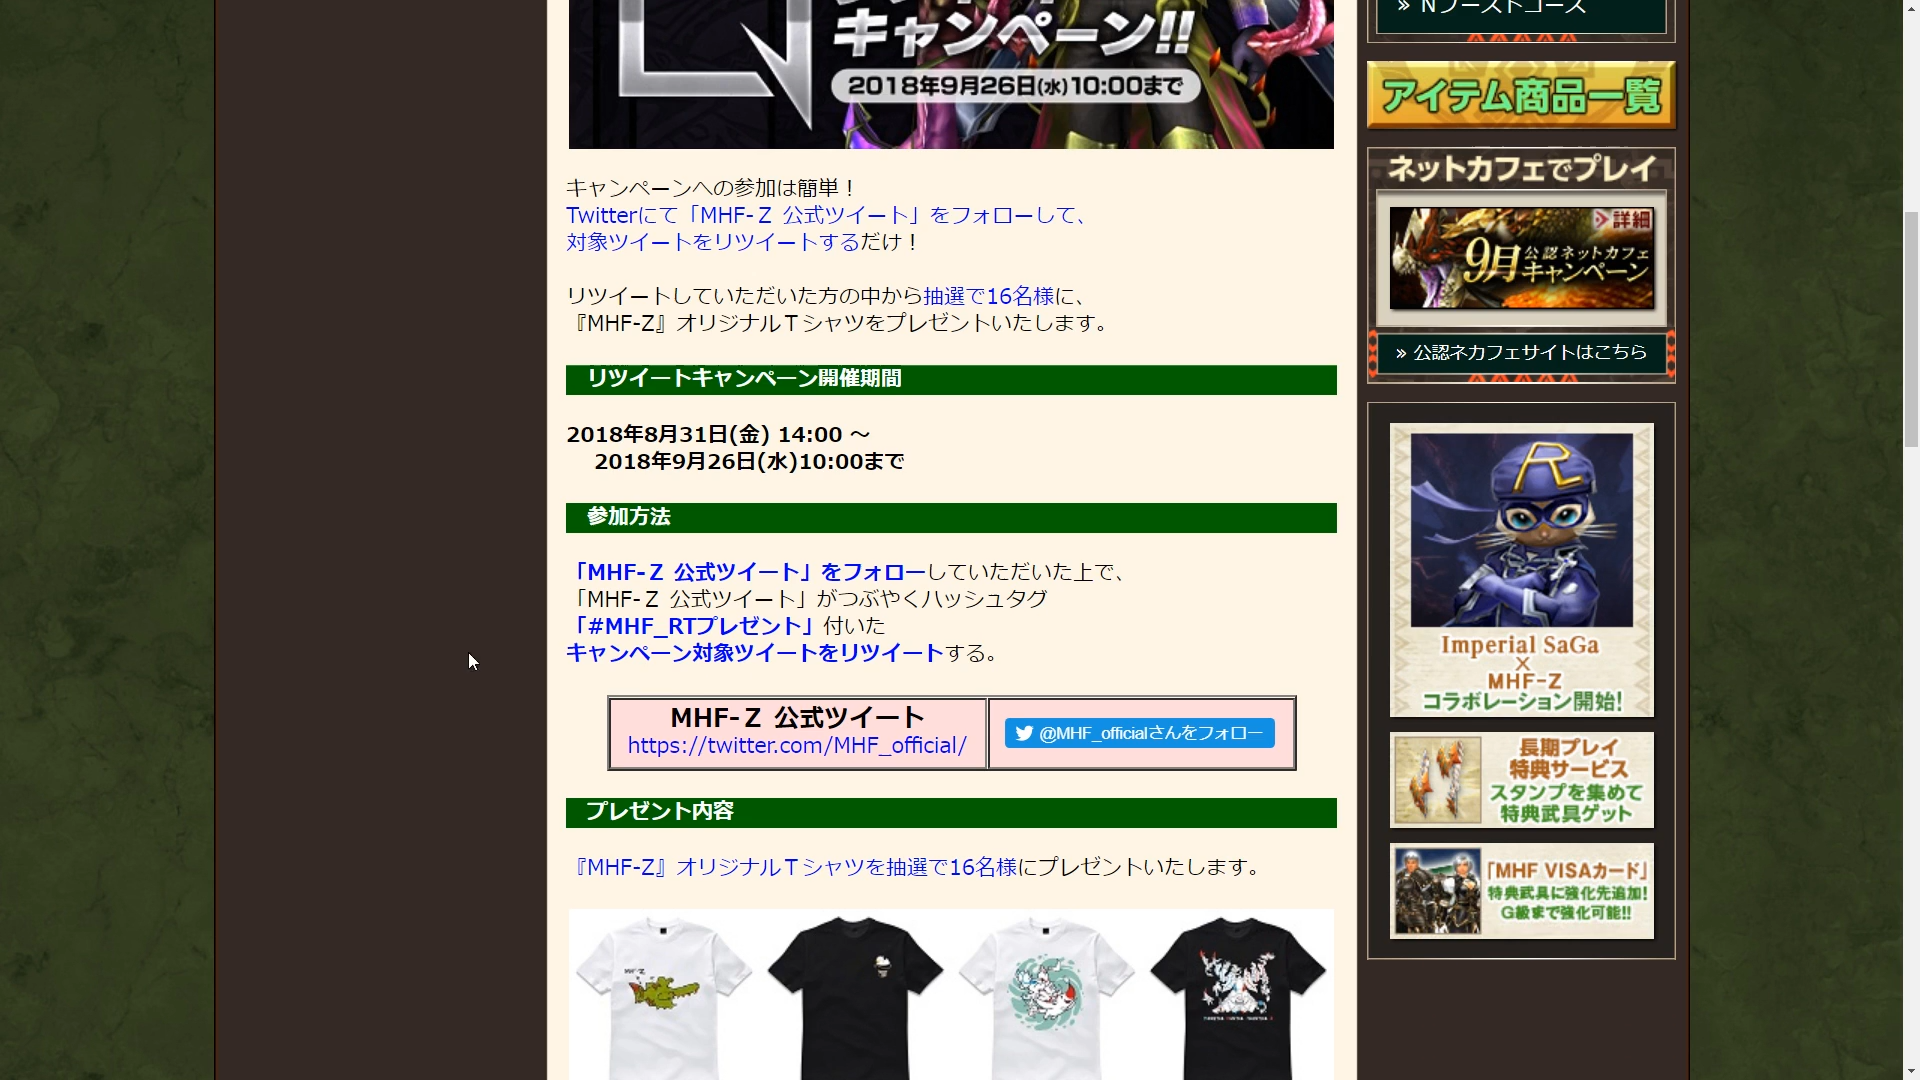 キャンペーン!!
2018年9月26日(水)10:00まで
キャンペーンへの参加は簡単！
Twitterにて「MHF-Ｚ 公式ツイート」をフォローして、
対象ツイートをリツイートするだけ！
リツイートしていただいた方の中から抽選で16名様に、
『MHF-Z』オリジナルＴシャツをプレゼントいたします。
リツイートキャンペーン開催期間
2018年8月31日(金) 14:00 ～
2018年9月26日(水)10:00まで
参加方法
「MHF-Ｚ 公式ツイート」をフォローしていただいた上で、
「MHF-Ｚ 公式ツイート」がつぶやくハッシュタグ
「#MHF_RTプレゼント」付いた
キャンペーン対象ツイートをリツイートする。
MHF-Ｚ 公式ツイート
https://twitter.com/MHF_official/
@MHF_officialさんをフォロー
プレゼント内容
『MHF-Z』オリジナルＴシャツを抽選で16名様にプレゼントいたします。
MHF-Z
» Nブーストコース
アイテム商品一覧
ネットカフェでプレイ
詳細
9月 公認ネットカフェ
キャンペーン
» 公認ネカフェサイトはこちら
R
Imperial SaGa
×
MHF-Z
コラボレーション開始!
長期プレイ
特典サービス
スタンプを集めて
特典武具ゲット
「MHF VISAカード」
特典武具に強化先追加!
G級まで強化可能!!